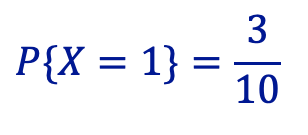 P{X = 1} = 3/10